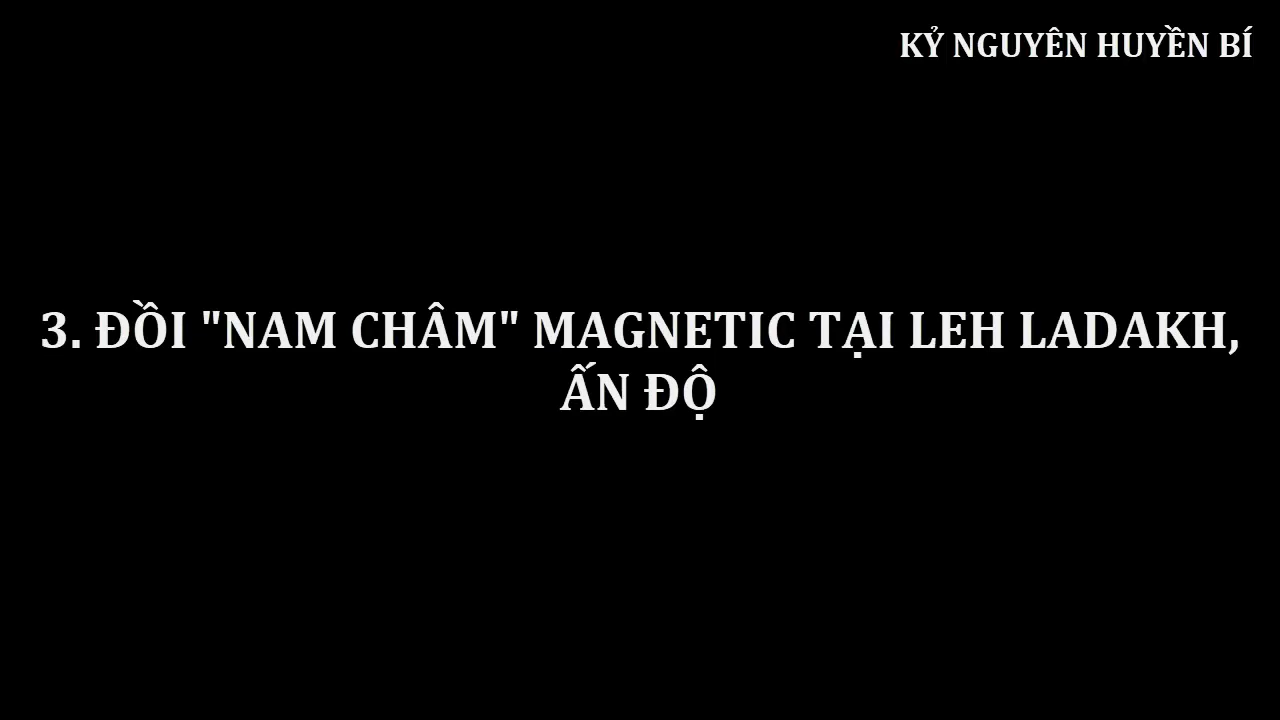 KỶ NGUYÊN HUYỀN BÍ
3. ĐỒI "NAM CHÂM" MAGNETIC TẠI LEH LADAKH,
ẤN ĐỘ